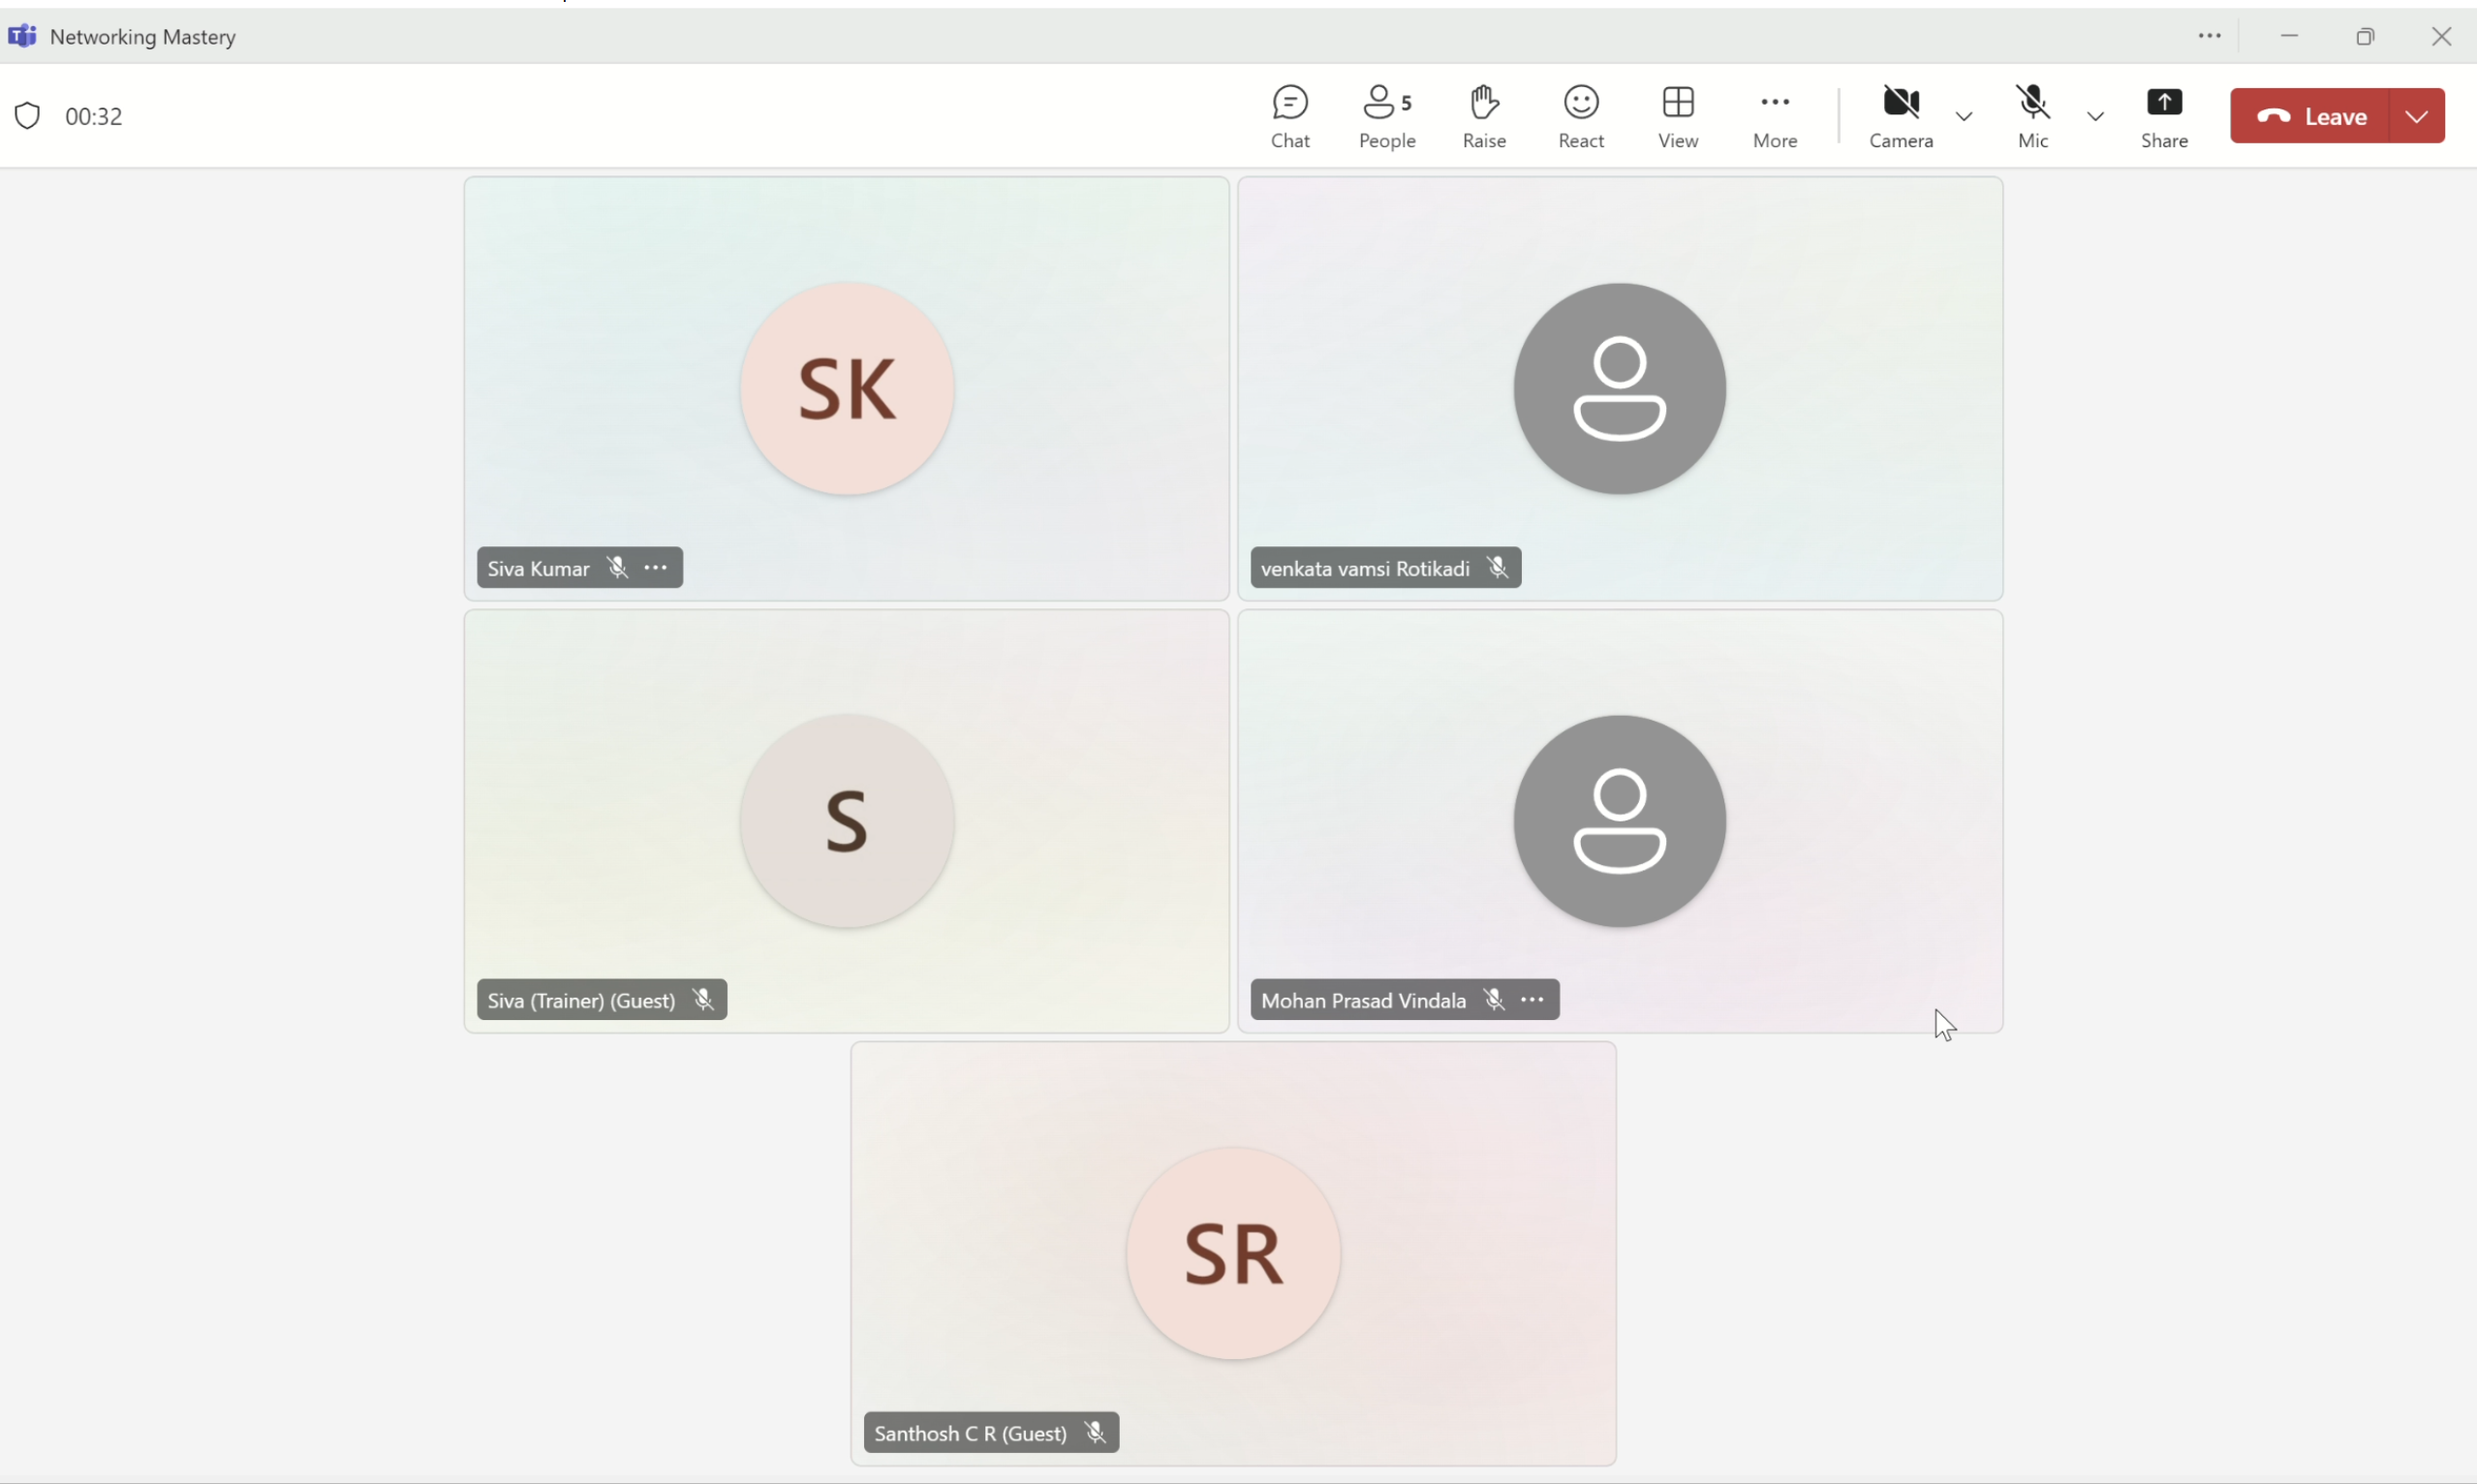 Networking Mastery
00:32
Chat
5
People
Raise
React
View
More
Camera
Mic
Share
Leave
SK
Siva Kumar
venkata vamsi Rotikadi
S
Siva (Trainer) (Guest)
Mohan Prasad Vindala
SR
Santhosh C R (Guest)